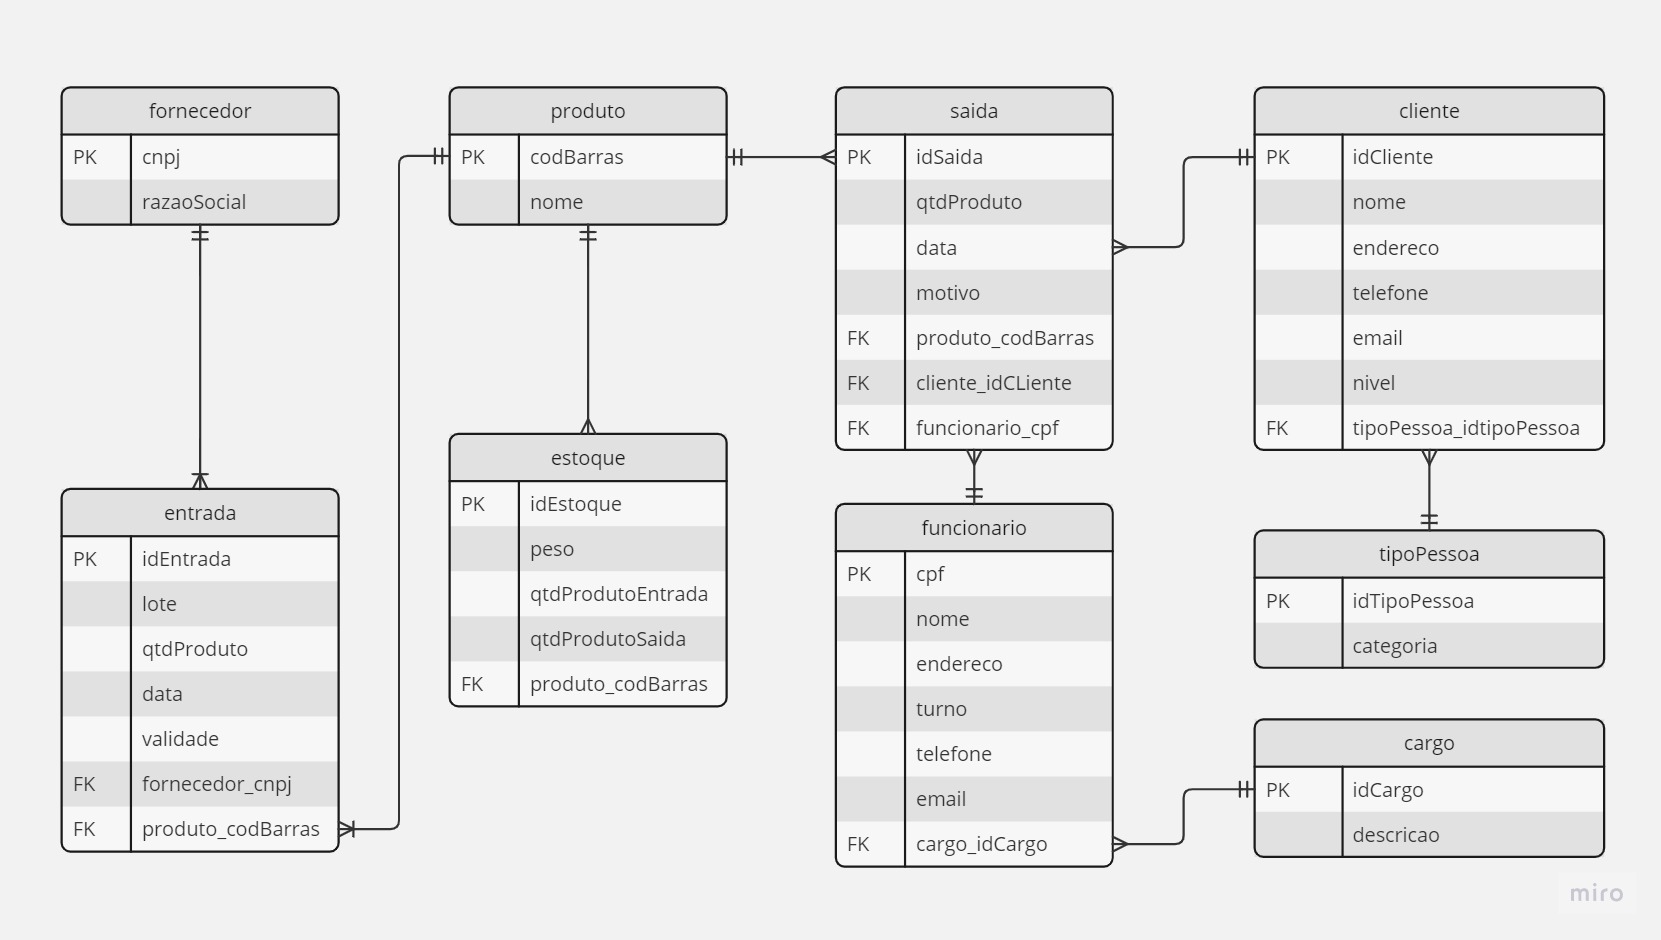 fornecedor
PK cnpj
razaoSocial
produto
PK codBarras
nome
saida
PK idSaida
qtdProduto
data
motivo
FK produto_codBarras
FK cliente_idCLiente
FK funcionario_cpf
cliente
PK idCliente
nome
endereco
telefone
email
nivel
FK tipoPessoa_idtipoPessoa
entrada
PK idEntrada
lote
qtdProduto
data
validade
FK fornecedor_cnpj
FK produto_codBarras
estoque
PK idEstoque
peso
qtdProdutoEntrada
qtdProdutoSaida
FK produto_codBarras
funcionario
PK cpf
nome
endereco
turno
telefone
email
FK cargo_idCargo
tipoPessoa
PK idTipoPessoa
categoria
cargo
PK idCargo
descricao
miro